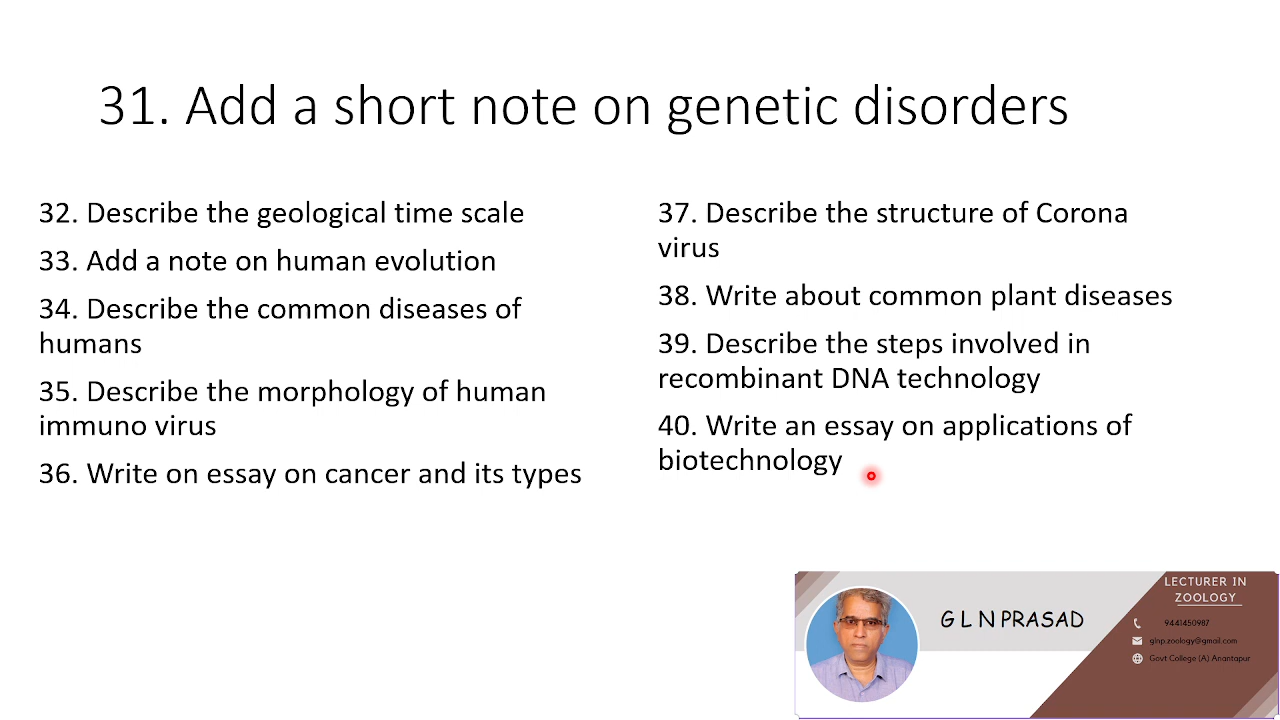 31. Add a short note on genetic disorders
32. Describe the geological time scale
33. Add a note on human evolution
34. Describe the common diseases of
humans
35. Describe the morphology of human
immuno virus
36. Write on essay on cancer and its types
37. Describe the structure of Corona
virus
38. Write about common plant diseases
39. Describe the steps involved in
recombinant DNA technology
40. Write an essay on applications of
biotechnology
G L N PRASAD
LECTURER IN
ZOOLOGY
9441450987
glnp.zoology@gmail.com
Govt College (A) Anantapur